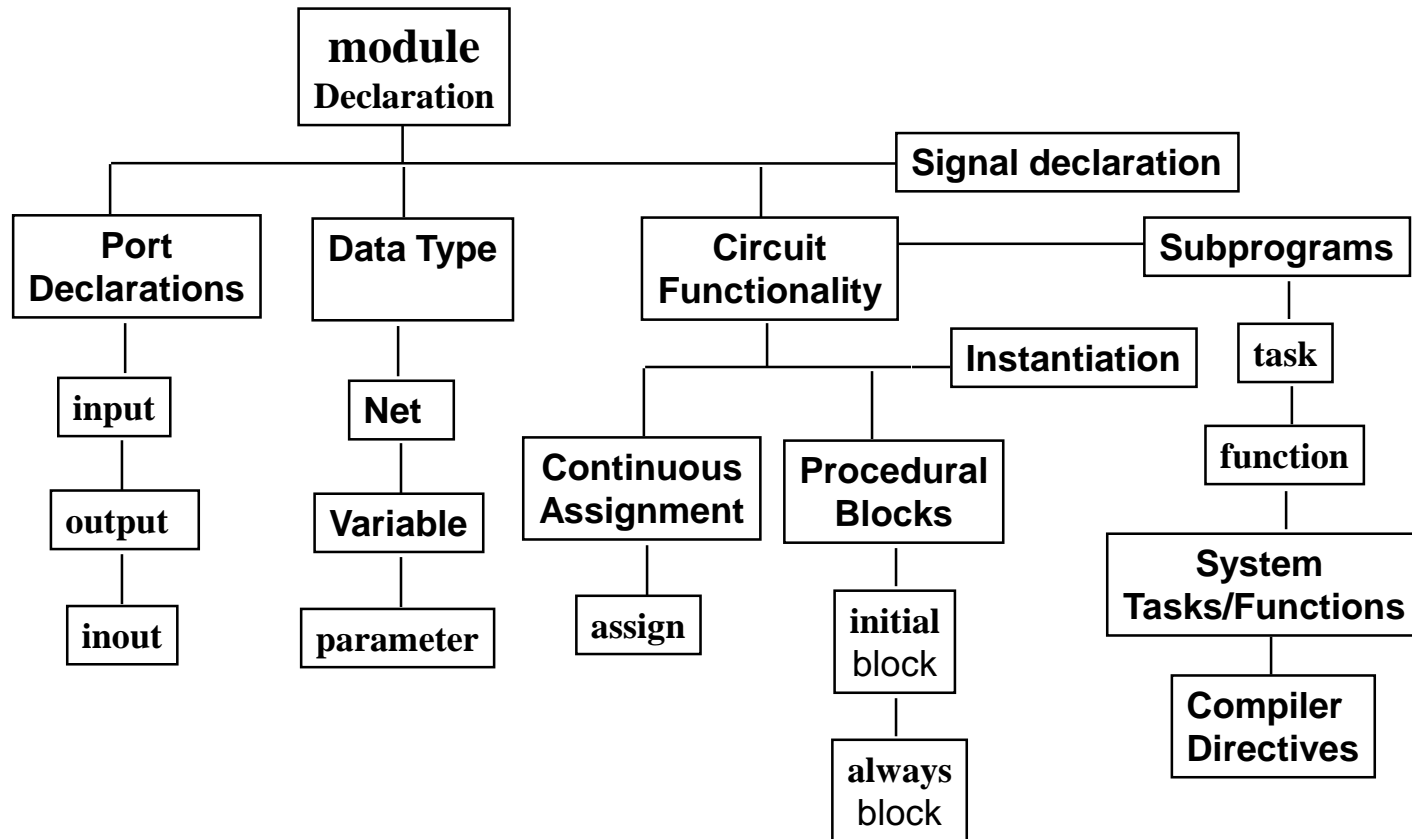 module
Declaration
Signal declaration
Port
Declarations
Data Type
Circuit
Functionality
Subprograms
Instantiation
task
input
Net
Continuous
Assignment
Procedural
Blocks
function
output
Variable
System
Tasks/Functions
inout
parameter
assign
initial
block
Compiler
Directives
always
block